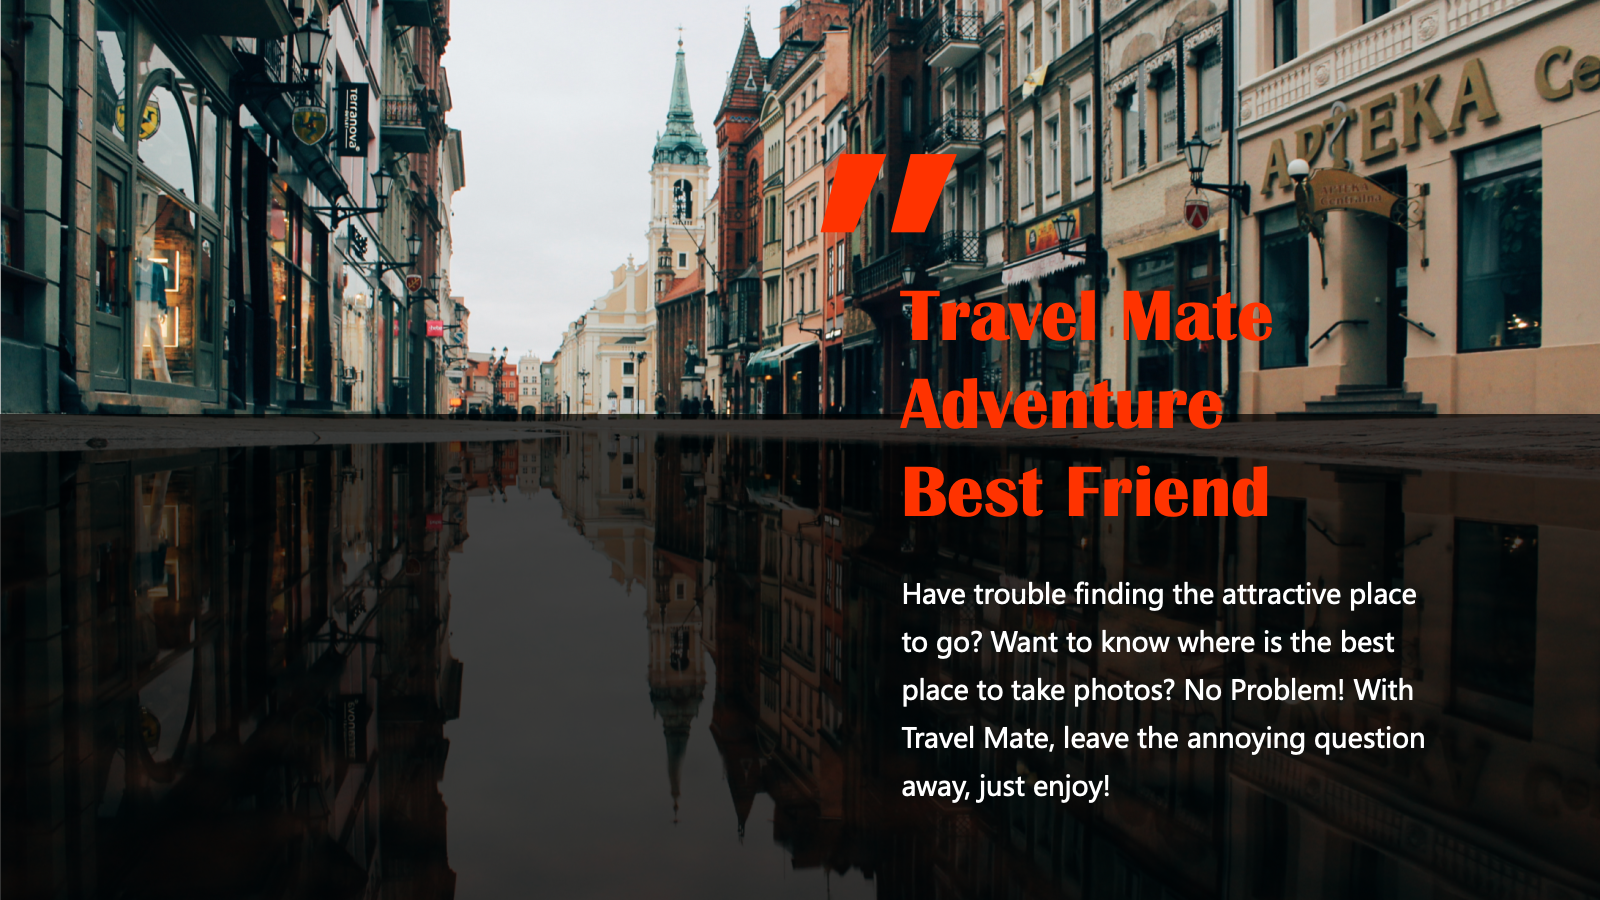 terranova
APTEKA Ce
APTEKA
"
Travel Mate
Adventure
Best Friend
Have trouble finding the attractive place
to go? Want to know where is the best
place to take photos? No Problem! With
Travel Mate, leave the annoying question
away, just enjoy!